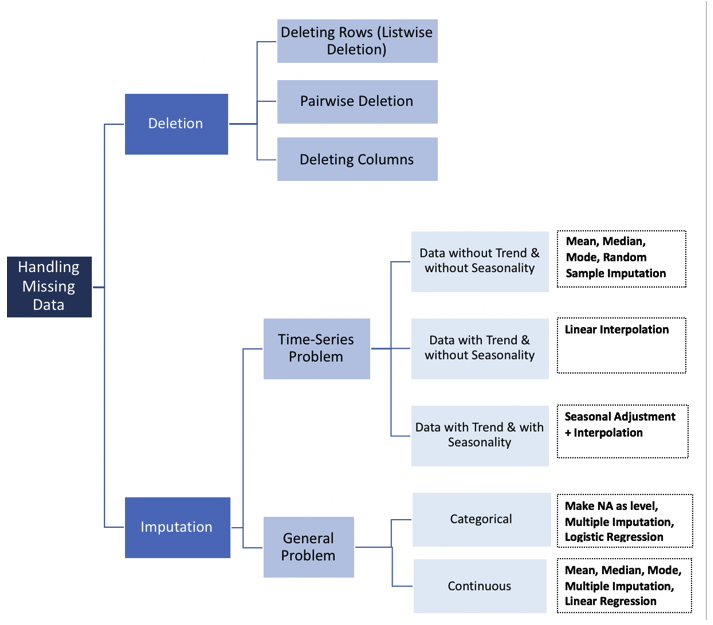 Deleting Rows (Listwise
Deletion)
Pairwise Deletion
Deletion
Deleting Columns
Handling
Missing
Data
Data without Trend &
without Seasonality
Mean, Median,
Mode, Random
Sample Imputation
Time-Series
Problem
Data with Trend &
without Seasonality
Linear Interpolation
Data with Trend & with
Seasonality
Seasonal Adjustment
+ Interpolation
Imputation
General
Problem
Categorical
Make NA as level,
Multiple Imputation,
Logistic Regression
Continuous
Mean, Median, Mode,
Multiple Imputation,
Linear Regression